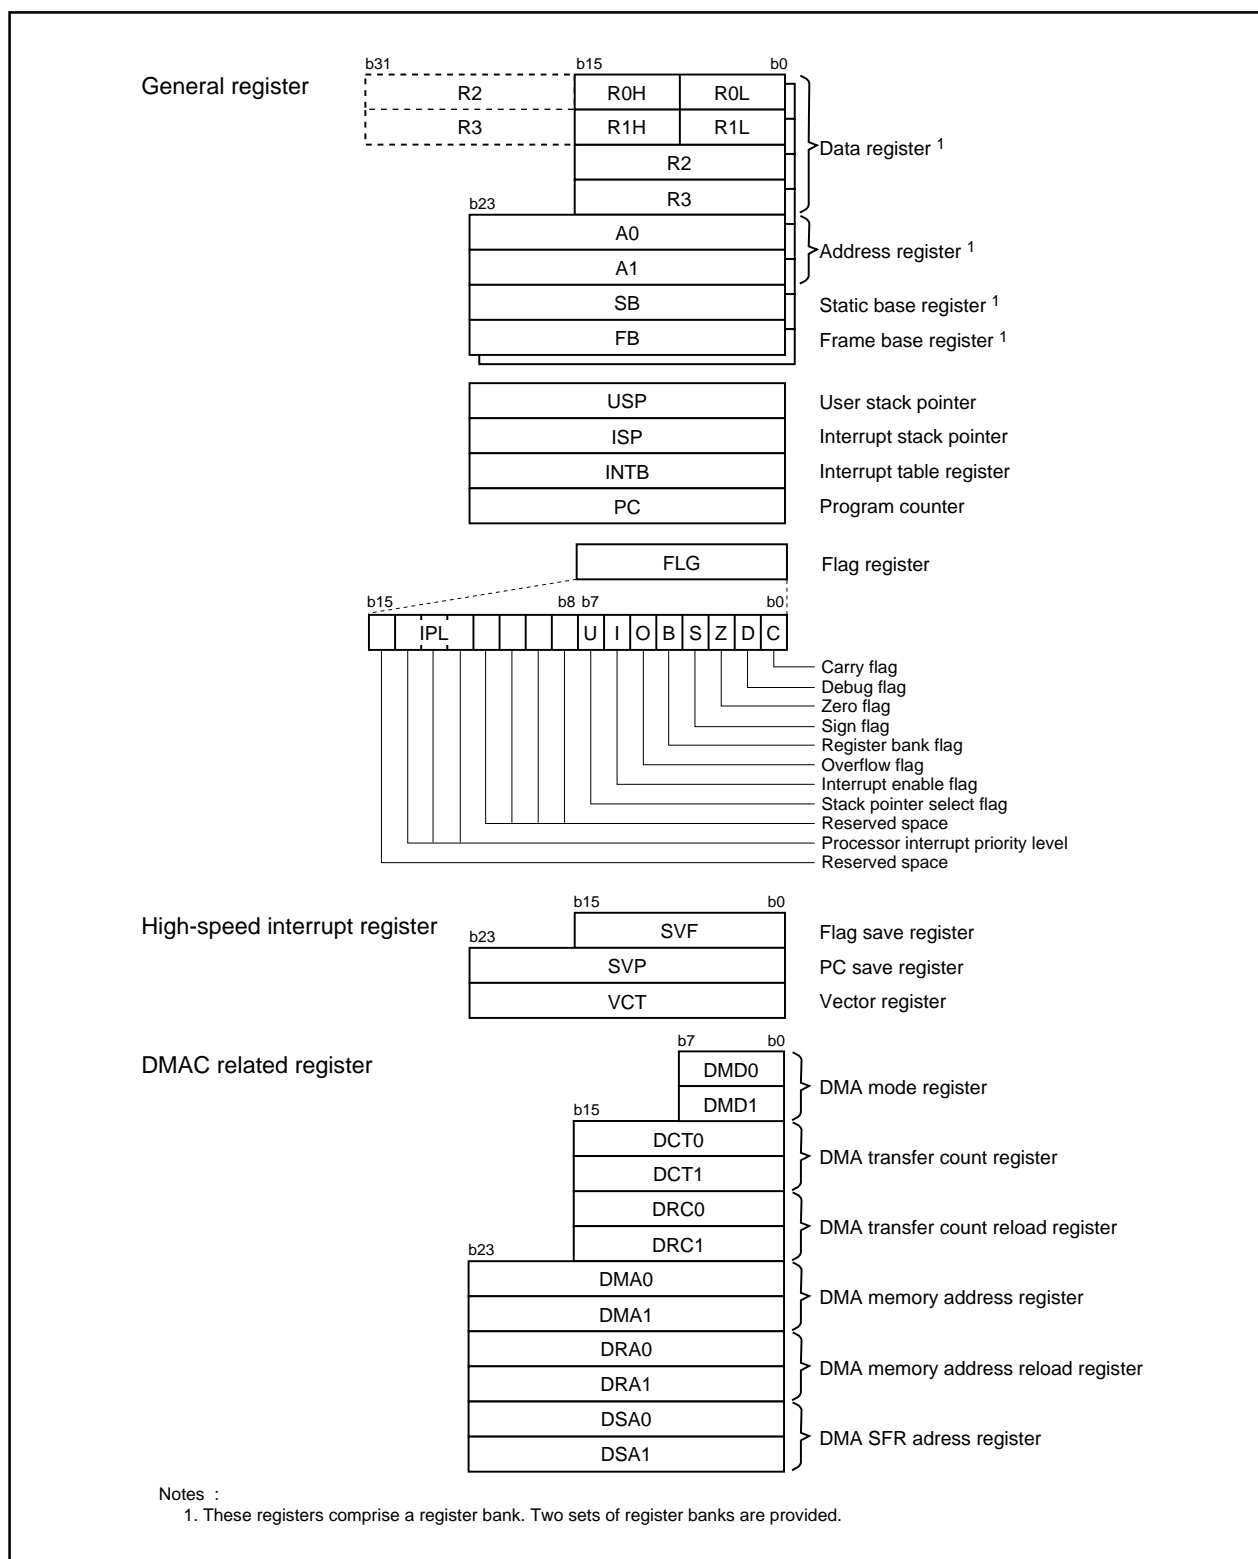 b31 b15 b0
General register
R2 R0H R0L
R3 R1H R1L
Data register 1
R2
R3
b23
A0
Address register 1
A1
SB Static base register 1
FB Frame base register 1
USP User stack pointer
ISP Interrupt stack pointer
INTB Interrupt table register
PC Program counter
FLG Flag register
b15 b8 b7 b0
IPL U I O B S Z D C
Carry flag
Debug flag
Zero flag
Sign flag
Register bank flag
Overflow flag
Interrupt enable flag
Stack pointer select flag
Reserved space
Processor interrupt priority level
Reserved space
b15 b0
High-speed interrupt register
SVF Flag save register
b23
SVP PC save register
VCT Vector register
b7 b0
DMAC related register
DMD0
DMA mode register
DMD1
b15
DCT0
DMA transfer count register
DCT1
DRC0
DMA transfer count reload register
DRC1
b23
DMA0
DMA memory address register
DMA1
DRA0
DMA memory address reload register
DRA1
DSA0
DMA SFR adress register
DSA1
Notes :
1. These registers comprise a register bank. Two sets of register banks are provided.